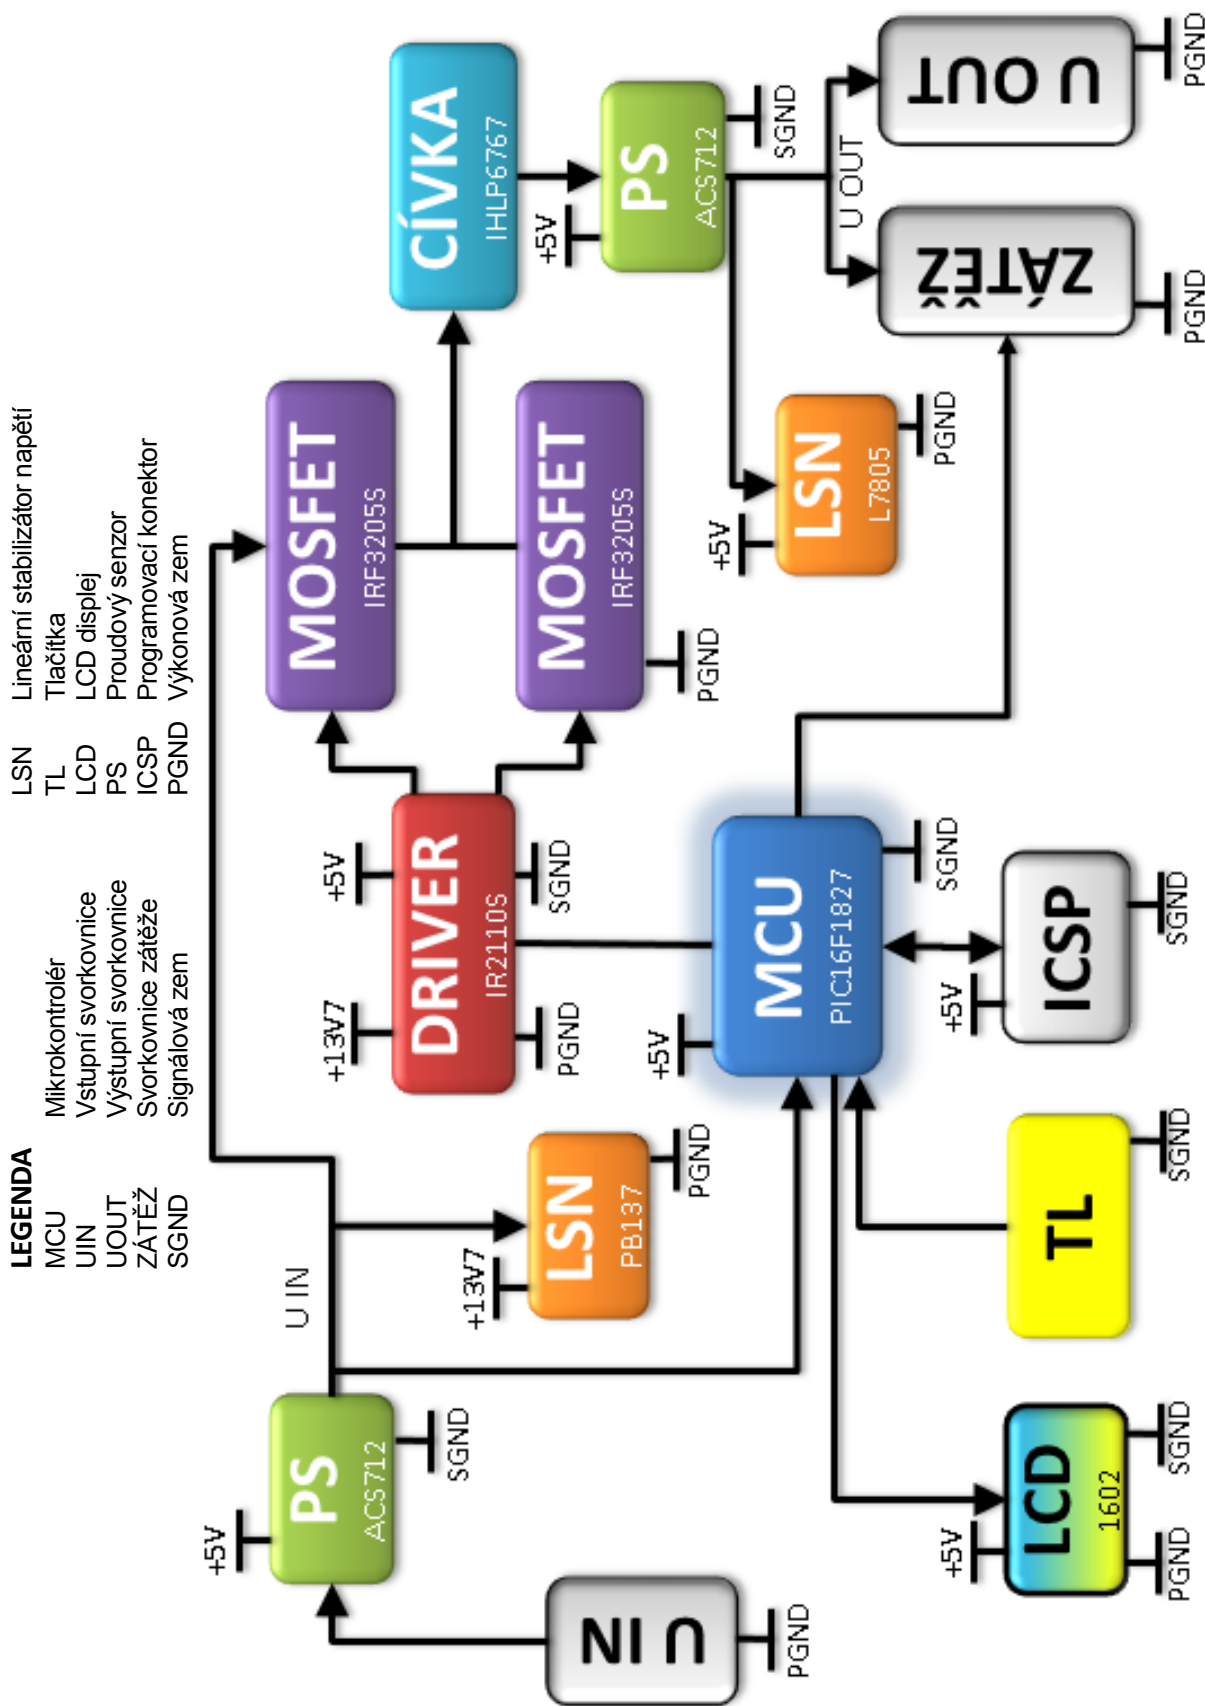 LEGENDA
MCU Mikrokontrolér
UIN Vstupní svorkovnice
UOUT Výstupní svorkovnice
ZÁTĚŽ Svorkovnice zátěže
SGND Signálová zem
LSN Lineární stabilizátor napětí
TL Tlačítka
LCD LCD displej
PS Proudový senzor
ICSP Programovací konektor
PGND Výkonová zem
U IN
PGND
+5V
PS
ACS712
SGND
U IN
+13V7
LSN
PB137
PGND
+13V7
+5V
DRIVER
IR2110S
PGND
SGND
MOSFET
IRF3205S
MOSFET
IRF3205S
PGND
CÍVKA
IHLP6767
+5V
PS
ACS712
SGND
+5V
LSN
L7805
PGND
U OUT
ZÁTĚŽ
PGND
U OUT
PGND
+5V
MCU
PIC16F1827
SGND
+5V
ICSP
SGND
TL
SGND
+5V
LCD
1602
PGND
SGND